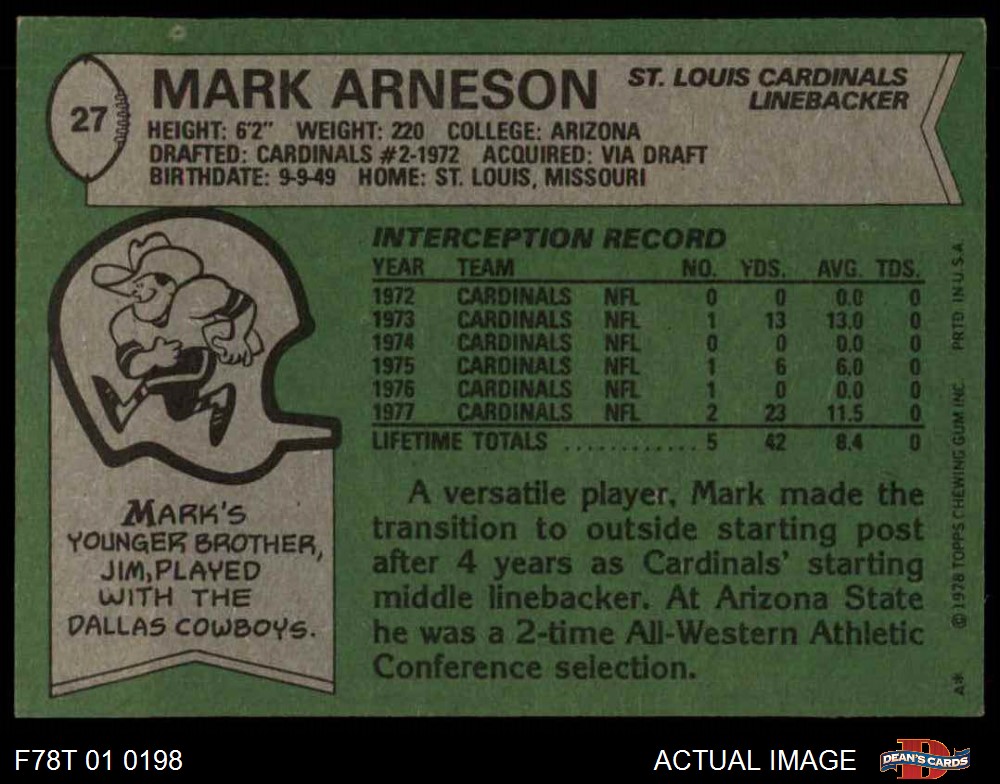 27
MARK ARNESON
ST. LOUIS CARDINALS
LINEBACKER
HEIGHT: 6'2" WEIGHT: 220 COLLEGE: ARIZONA
DRAFTED: CARDINALS #2-1972 ACQUIRED: VIA DRAFT
BIRTHDATE: 9-9-49 HOME: ST. LOUIS, MISSOURI
INTERCEPTION RECORD
YEAR TEAM NO. YDS. AVG. TDS.
1972 CARDINALS NFL 0 0 0.0 0
1973 CARDINALS NFL 1 13 13.0 0
1974 CARDINALS NFL 0 0 0.0 0
1975 CARDINALS NFL 1 6 6.0 0
1976 CARDINALS NFL 1 0 0.0 0
1977 CARDINALS NFL 2 23 11.5 0
LIFETIME TOTALS ............ 5 42 8.4 0
MARK'S
YOUNGER BROTHER,
JIM, PLAYED
WITH THE
DALLAS COWBOYS.
A versatile player, Mark made the
transition to outside starting post
after 4 years as Cardinals' starting
middle linebacker. At Arizona State
he was a 2-time All-Western Athletic
Conference selection.
A* © 1978 TOPPS CHEWING GUM INC. PRTD IN U.S.A.
F78T 01 0198
ACTUAL IMAGE
D
DEAN'S CARDS